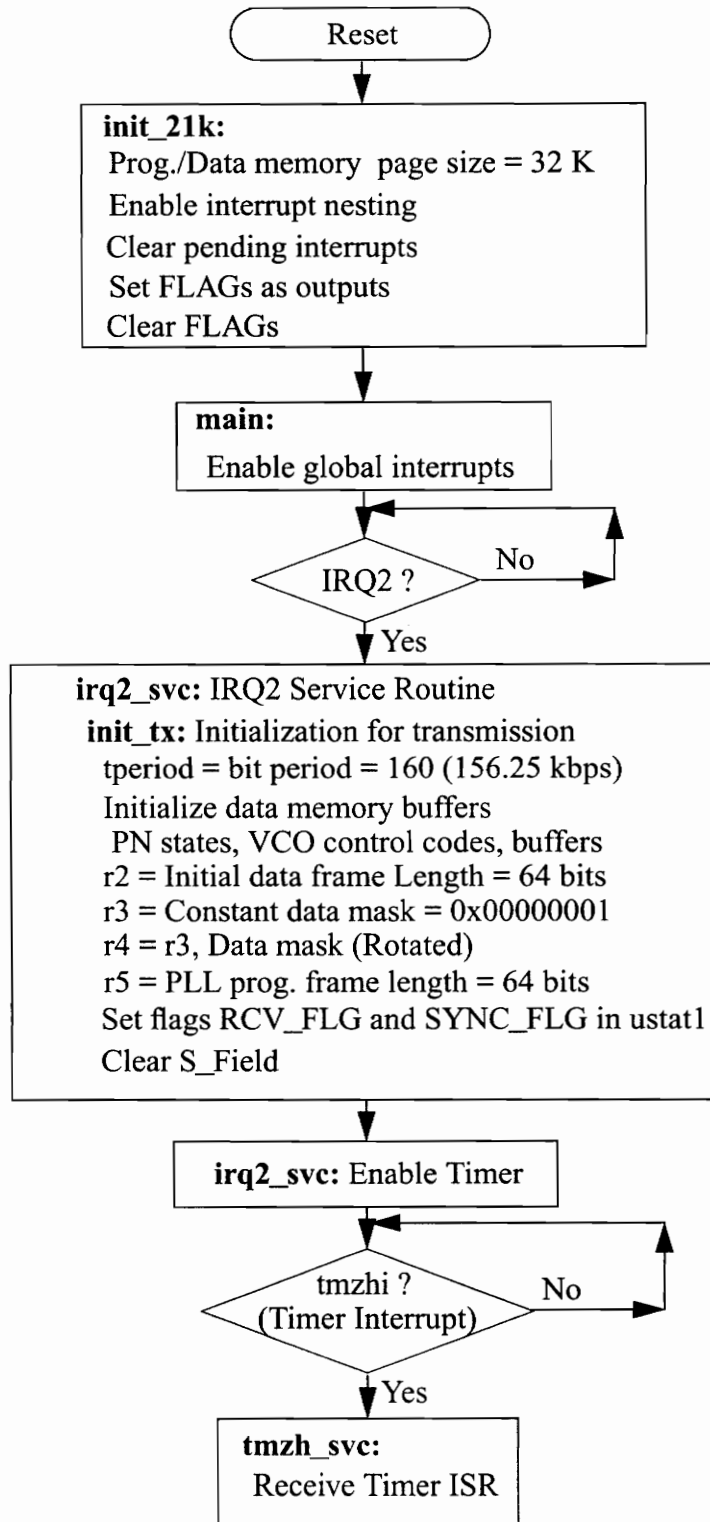 Reset
init_21k:
Prog./Data memory page size = 32 K
Enable interrupt nesting
Clear pending interrupts
Set FLAGs as outputs
Clear FLAGs
main:
Enable global interrupts
IRQ2 ?
No
Yes
irq2_svc: IRQ2 Service Routine
init_tx: Initialization for transmission
tperiod = bit period = 160 (156.25 kbps)
Initialize data memory buffers
PN states, VCO control codes, buffers
r2 = Initial data frame Length = 64 bits
r3 = Constant data mask = 0x00000001
r4 = r3, Data mask (Rotated)
r5 = PLL prog. frame length = 64 bits
Set flags RCV_FLG and SYNC_FLG in ustat1
Clear S_Field
irq2_svc: Enable Timer
tmzhi ?
(Timer Interrupt)
No
Yes
tmzh_svc:
Receive Timer ISR